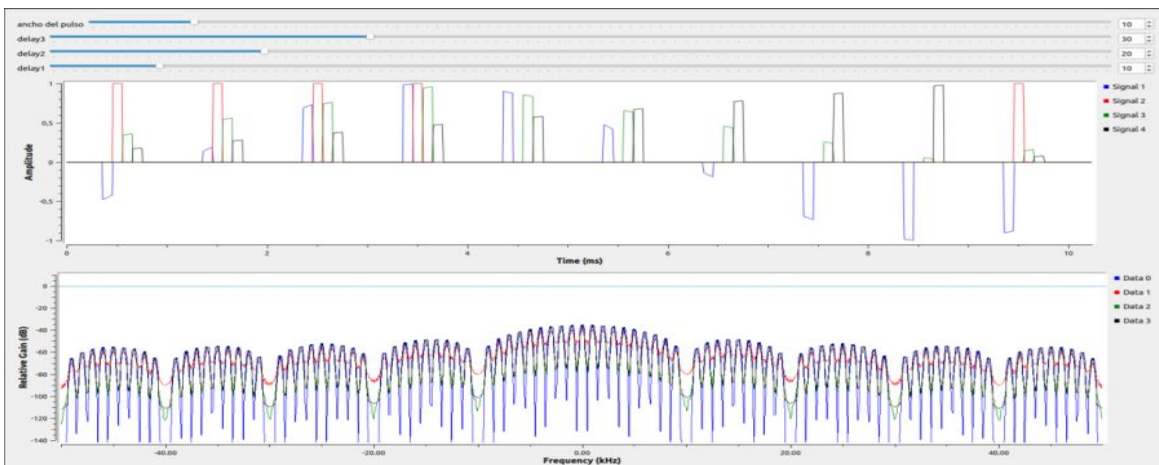 ancho del pulso 10
delay3 30
delay2 20
delay1 10
1
0,5
0
-0,5
-1
Amplitude
0 2 4 6 8 10
Time (ms)
Signal 1
Signal 2
Signal 3
Signal 4
0
-20
-40
-60
-80
-100
-120
-140
Relative Gain (dB)
-40.00 -20.00 0.00 20.00 40.00
Frequency (kHz)
Data 0
Data 1
Data 2
Data 3